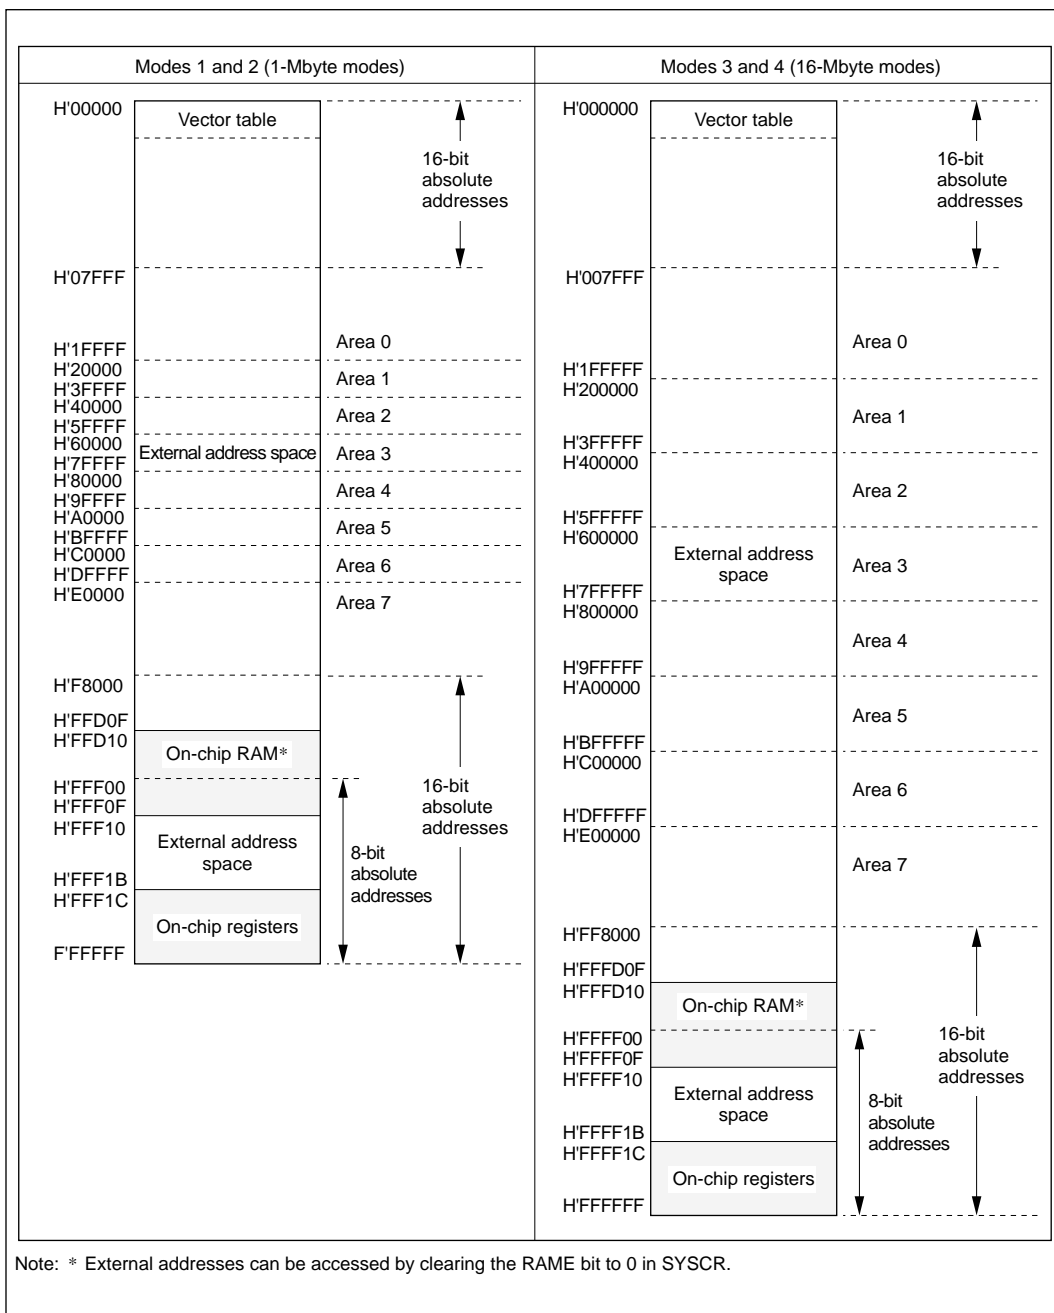 Modes 1 and 2 (1-Mbyte modes)
H'00000
Vector table
16-bit
absolute
addresses
H'07FFF
H'1FFFF
Area 0
H'20000
H'3FFFF
Area 1
H'40000
H'5FFFF
Area 2
H'60000
H'7FFFF
External address space
Area 3
H'80000
H'9FFFF
Area 4
H'A0000
H'BFFFF
Area 5
H'C0000
H'DFFFF
Area 6
H'E0000
Area 7
H'F8000
H'FFD0F
H'FFD10
On-chip RAM*
H'FFF00
H'FFF0F
16-bit
absolute
addresses
H'FFF10
External address
space
8-bit
absolute
addresses
H'FFF1B
H'FFF1C
On-chip registers
F'FFFFF
Modes 3 and 4 (16-Mbyte modes)
H'000000
Vector table
16-bit
absolute
addresses
H'007FFF
Area 0
H'1FFFFF
H'200000
Area 1
H'3FFFFF
H'400000
Area 2
H'5FFFFF
H'600000
External address
space
Area 3
H'7FFFFF
H'800000
Area 4
H'9FFFFF
H'A00000
Area 5
H'BFFFFF
H'C00000
Area 6
H'DFFFFF
H'E00000
Area 7
H'FF8000
H'FFFD0F
H'FFFD10
On-chip RAM*
H'FFFF00
H'FFFF0F
16-bit
absolute
addresses
H'FFFF10
External address
space
8-bit
absolute
addresses
H'FFFF1B
H'FFFF1C
On-chip registers
H'FFFFFF
Note: * External addresses can be accessed by clearing the RAME bit to 0 in SYSCR.